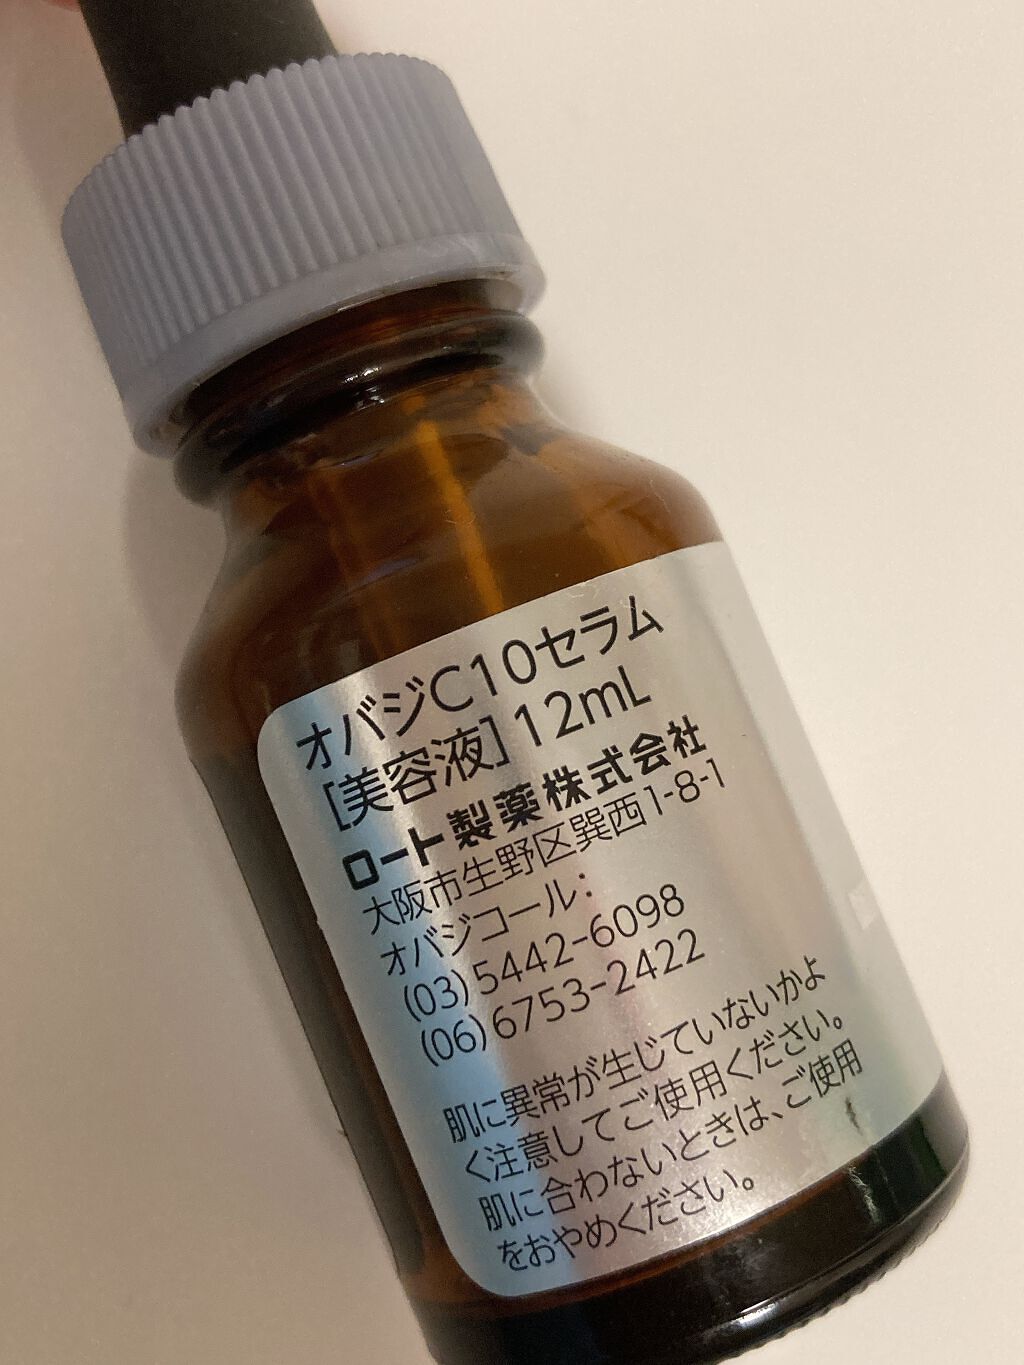 オバジC10セラム
[美容液]12mL
ロート製薬株式会社
大阪市生野区巽西1-8-1
オバジコール:
(03)5442-6098
(06)6753-2422
肌に異常が生じていないかよ
く注意してご使用ください。
肌に合わないときは、ご使用
をおやめください。